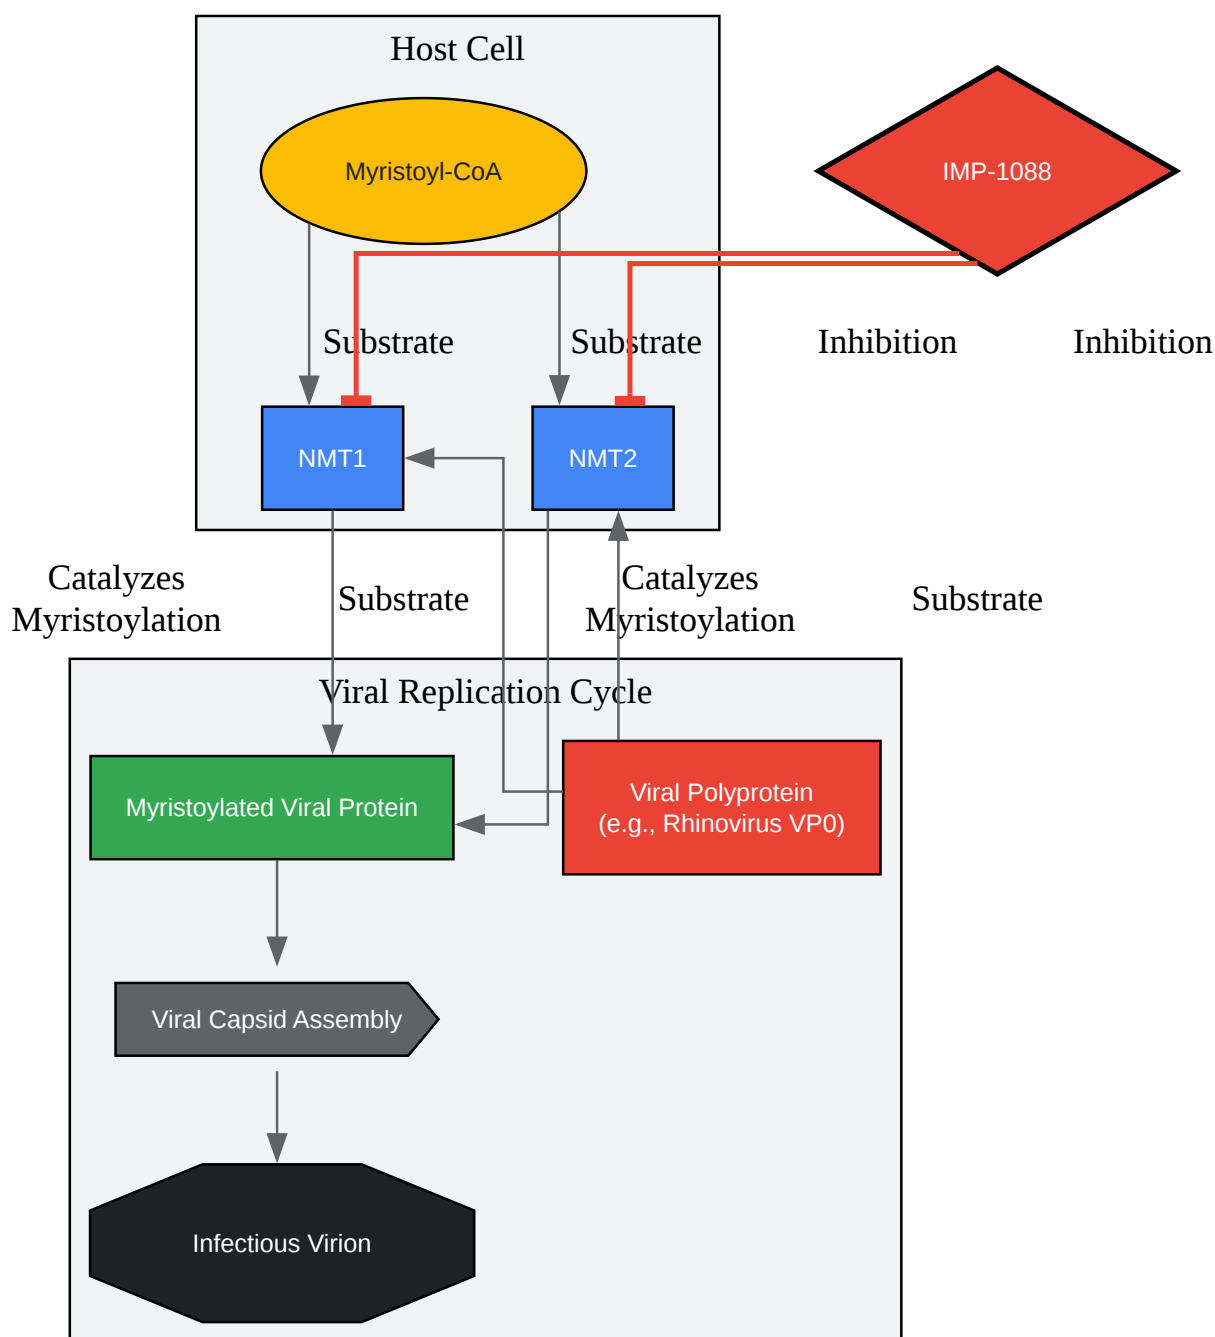 Host Cell
Myristoyl-CoA
IMP-1088
Substrate
Substrate
Inhibition
Inhibition
NMT1
NMT2
Catalyzes
Myristoylation
Substrate
Catalyzes
Myristoylation
Substrate
Viral Replication Cycle
Myristoylated Viral Protein
Viral Polyprotein
(e.g., Rhinovirus VP0)
Viral Capsid Assembly
Infectious Virion